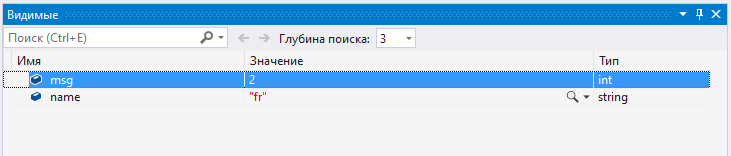 Видимые
Поиск (Ctrl+E) Глубина поиска: 3
Имя Значение Тип
msg 2 int
name "fr" string